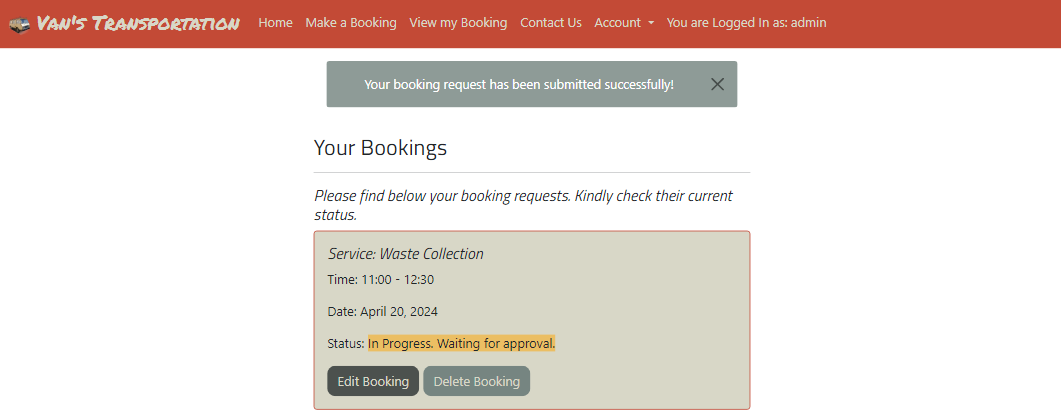 Van's Transportation Home Make a Booking View my Booking Contact Us Account You are Logged In as: admin
Your booking request has been submitted successfully!
Your Bookings
Please find below your booking requests. Kindly check their current
status.
Service: Waste Collection
Time: 11:00 - 12:30
Date: April 20, 2024
Status: In Progress. Waiting for approval.
Edit Booking Delete Booking